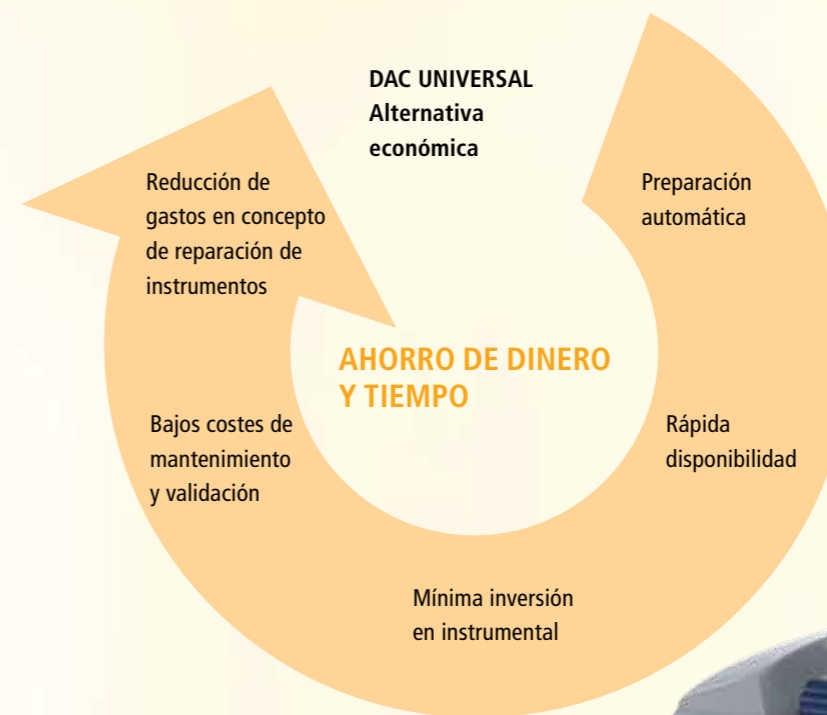 DAC UNIVERSAL
Alternativa
económica
Preparación
automática
Rápida
disponibilidad
Mínima inversión
en instrumental
Bajos costes de
mantenimiento
y validación
Reducción de
gastos en concepto
de reparación de
instrumentos
AHORRO DE DINERO
Y TIEMPO